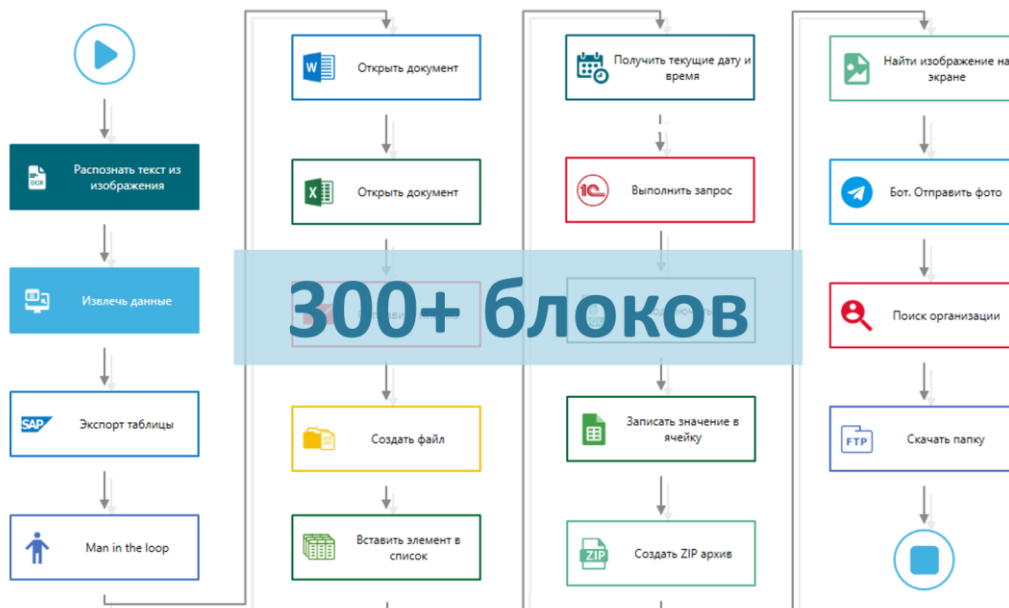 Распознать текст из
изображения
OCR
Извлечь данные
SAP
Экспорт таблицы
Man in the loop
W
Открыть документ
X
Открыть документ
300+ блоков
Создать файл
Вставить элемент в
список
Получить текущие дату и
время
1С
Выполнить запрос
Записать значение в
ячейку
ZIP
Создать ZIP архив
Найти изображение на
экране
Бот. Отправить фото
Поиск организации
FTP
Скачать папку